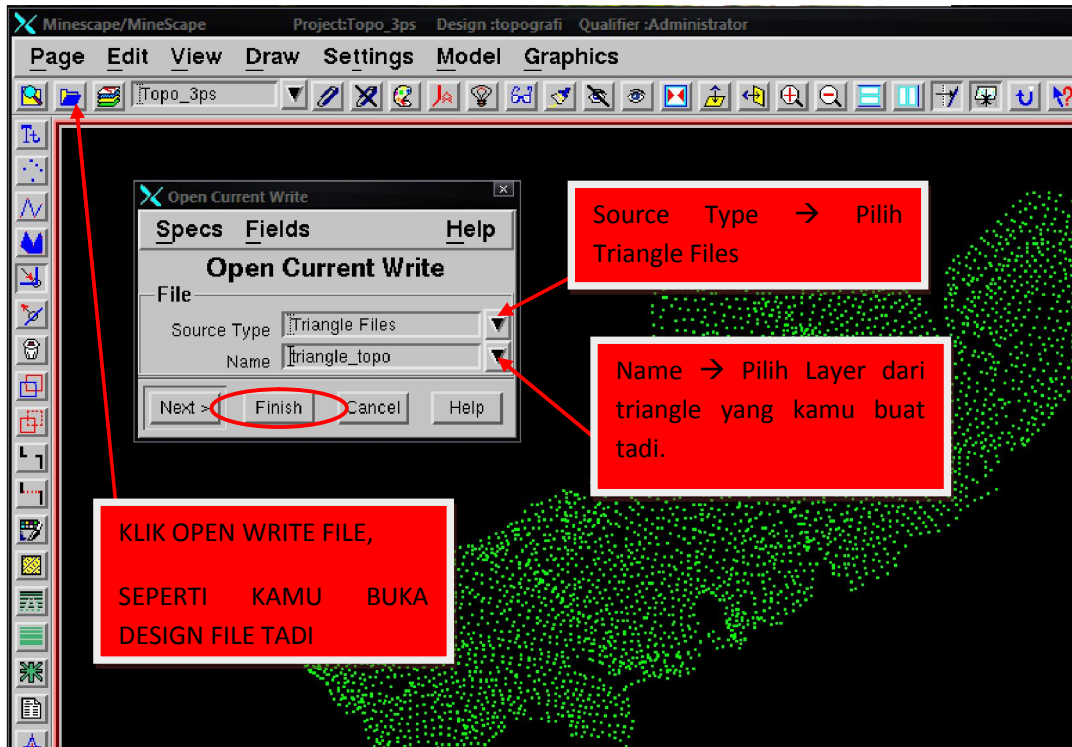 Minescape/MineScape Project:Topo_3ps Design :topografi Qualifier :Administrator
Page Edit View Draw Settings Model Graphics
Topo_3ps
Tt
Open Current Write
Specs Fields Help
Open Current Write
File
Source Type Triangle Files
Name triangle_topo
Next > Finish Cancel Help
Source Type → Pilih
Triangle Files
Name → Pilih Layer dari
triangle yang kamu buat
tadi.
KLIK OPEN WRITE FILE,
SEPERTI KAMU BUKA
DESIGN FILE TADI